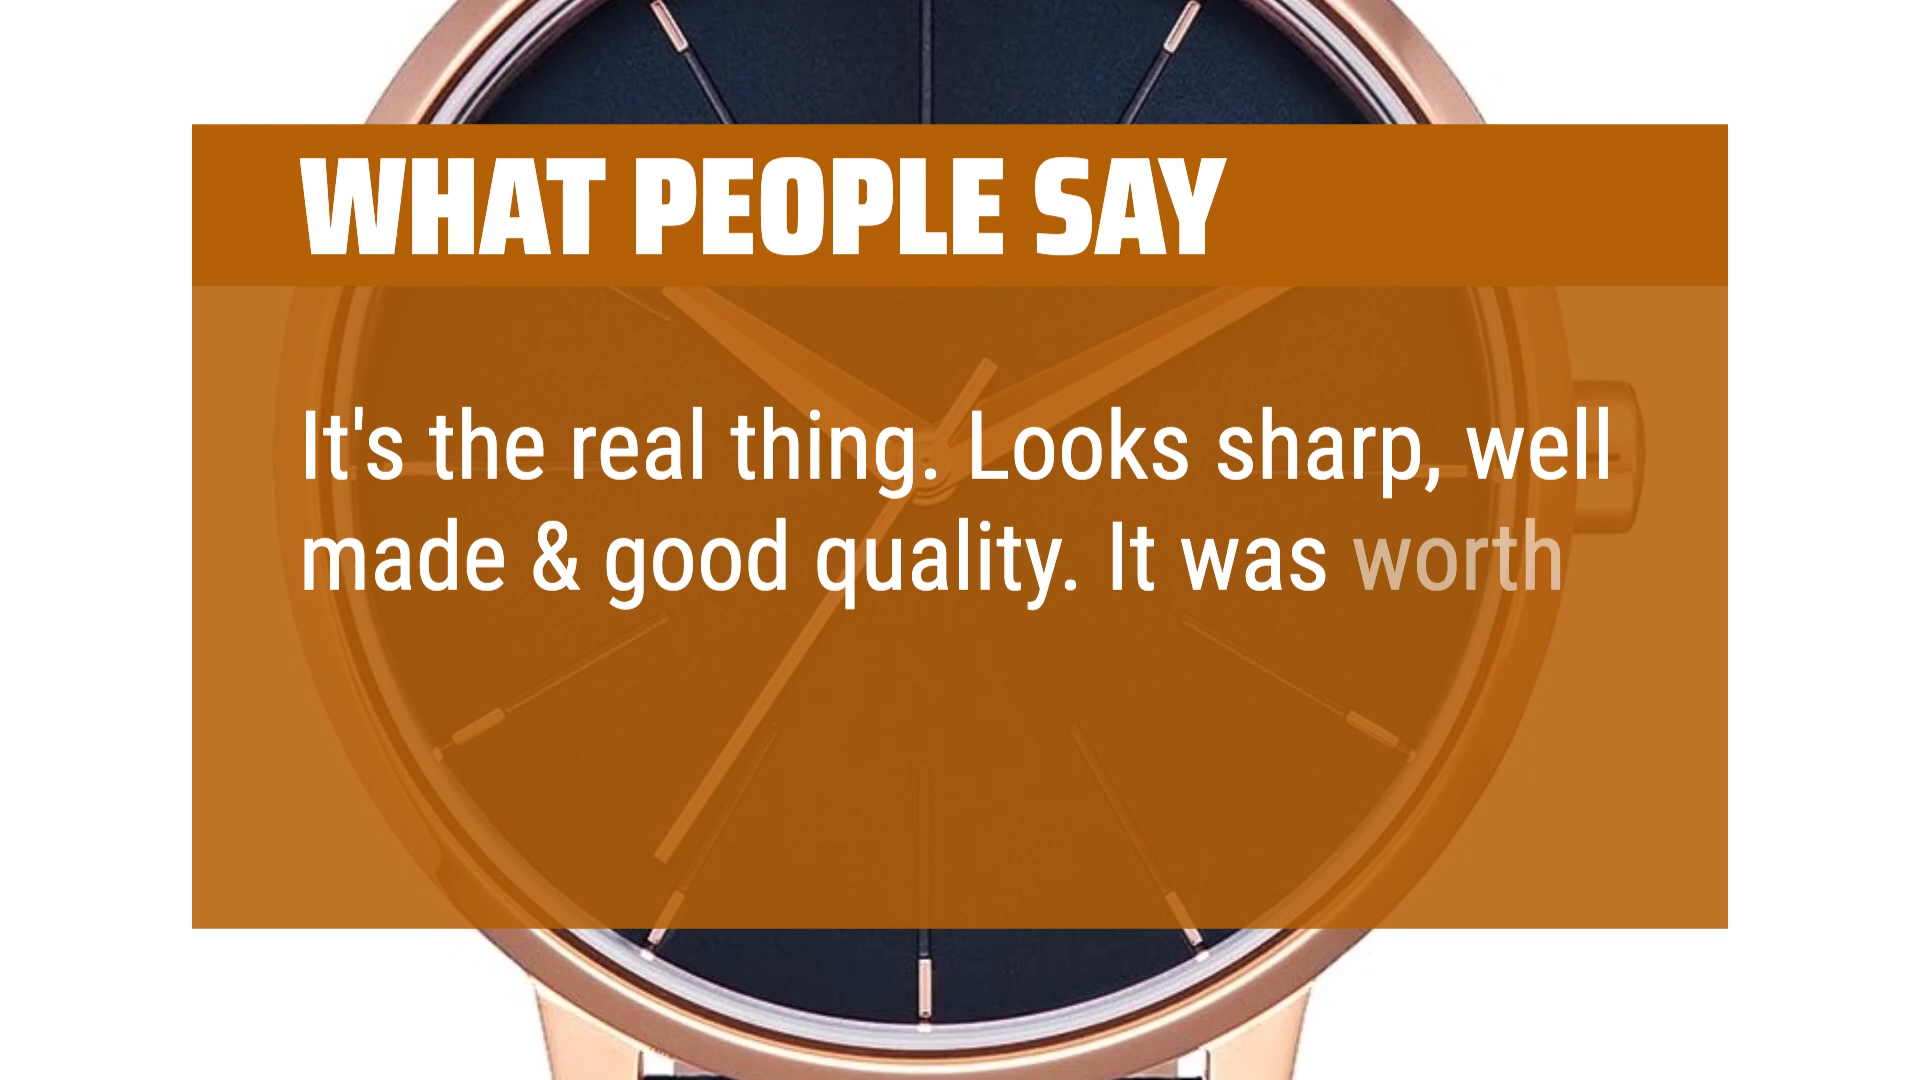 WHAT PEOPLE SAY
It's the real thing. Looks sharp, well
made & good quality. It was worth